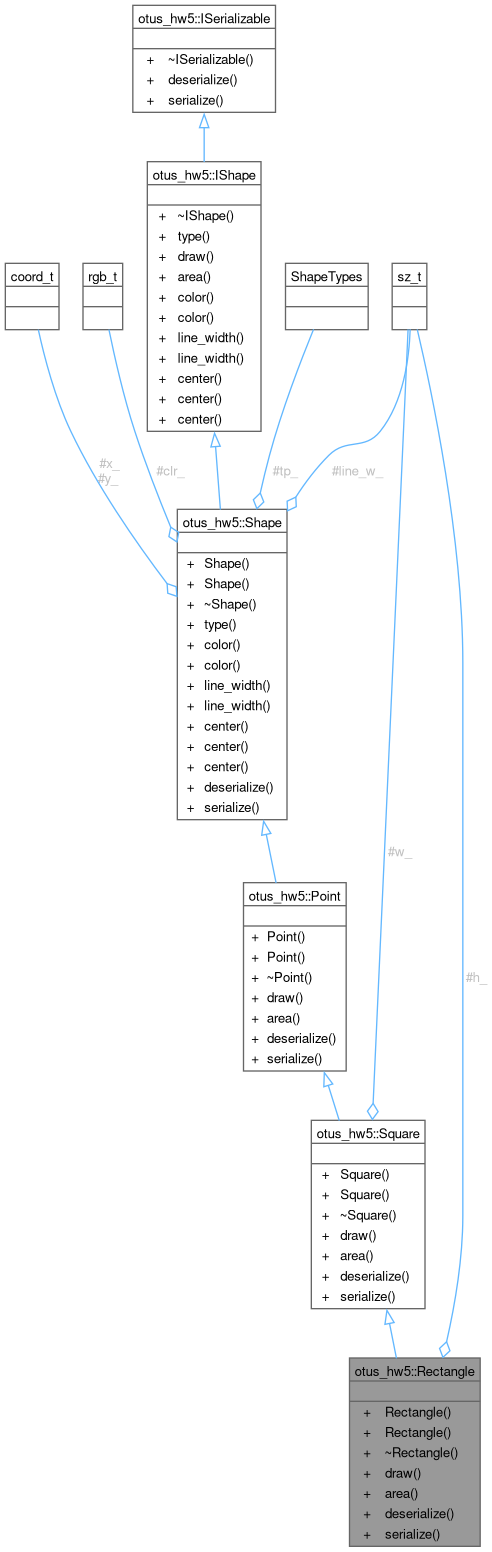 otus_hw5::ISerializable
+ ~ISerializable()
+ deserialize()
+ serialize()
otus_hw5::IShape
+ ~IShape()
+ type()
+ draw()
+ area()
+ color()
+ color()
+ line_width()
+ line_width()
+ center()
+ center()
+ center()
coord_t
rgb_t
ShapeTypes
sz_t
#x_
#y_
#clr_
#tp_
#line_w_
otus_hw5::Shape
+ Shape()
+ Shape()
+ ~Shape()
+ type()
+ color()
+ color()
+ line_width()
+ line_width()
+ center()
+ center()
+ center()
+ deserialize()
+ serialize()
#w_
otus_hw5::Point
+ Point()
+ Point()
+ ~Point()
+ draw()
+ area()
+ deserialize()
+ serialize()
#h_
otus_hw5::Square
+ Square()
+ Square()
+ ~Square()
+ draw()
+ area()
+ deserialize()
+ serialize()
otus_hw5::Rectangle
+ Rectangle()
+ Rectangle()
+ ~Rectangle()
+ draw()
+ area()
+ deserialize()
+ serialize()